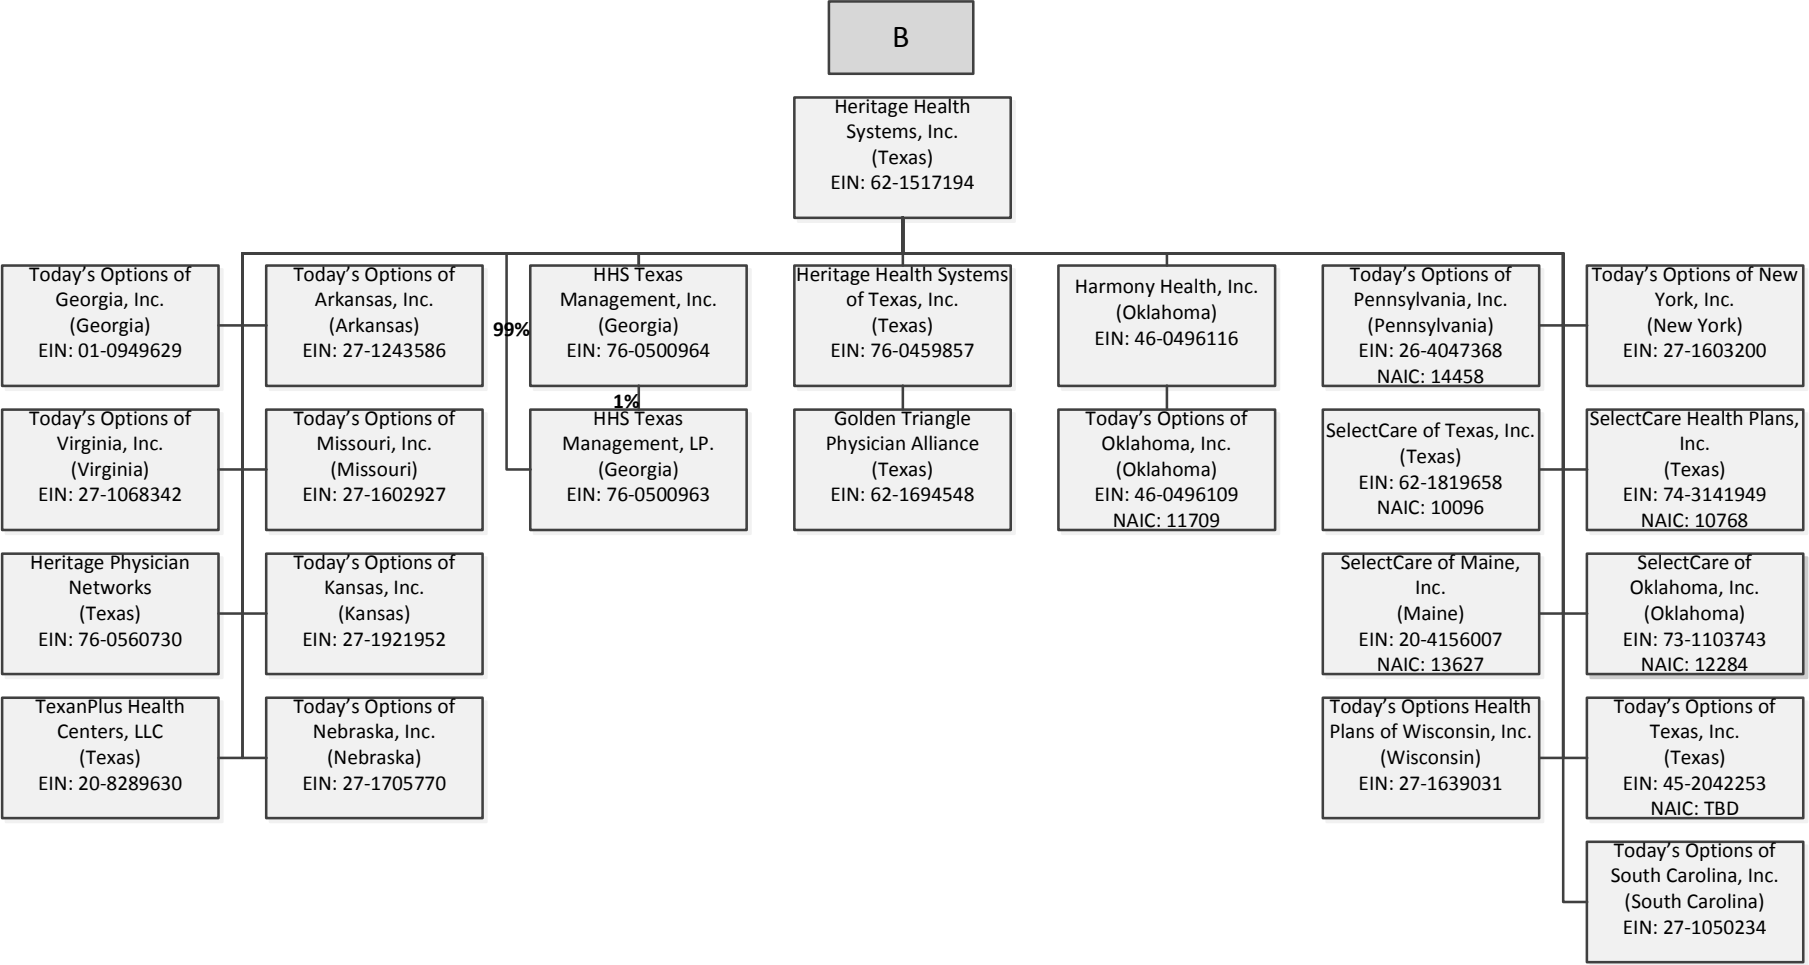 B
Heritage Health
Systems, Inc.
(Texas)
EIN: 62-1517194
Today's Options of
Georgia, Inc.
(Georgia)
EIN: 01-0949629
Today's Options of
Arkansas, Inc.
(Arkansas)
EIN: 27-1243586
99%
HHS Texas
Management, Inc.
(Georgia)
EIN: 76-0500964
1%
Heritage Health Systems
of Texas, Inc.
(Texas)
EIN: 76-0459857
Harmony Health, Inc.
(Oklahoma)
EIN: 46-0496116
Today's Options of
Pennsylvania, Inc.
(Pennsylvania)
EIN: 26-4047368
NAIC: 14458
Today's Options of New
York, Inc.
(New York)
EIN: 27-1603200
Today's Options of
Virginia, Inc.
(Virginia)
EIN: 27-1068342
Today's Options of
Missouri, Inc.
(Missouri)
EIN: 27-1602927
HHS Texas
Management, LP.
(Georgia)
EIN: 76-0500963
Golden Triangle
Physician Alliance
(Texas)
EIN: 62-1694548
Today's Options of
Oklahoma, Inc.
(Oklahoma)
EIN: 46-0496109
NAIC: 11709
SelectCare of Texas, Inc.
(Texas)
EIN: 62-1819658
NAIC: 10096
SelectCare Health Plans,
Inc.
(Texas)
EIN: 74-3141949
NAIC: 10768
Heritage Physician
Networks
(Texas)
EIN: 76-0560730
Today's Options of
Kansas, Inc.
(Kansas)
EIN: 27-1921952
SelectCare of Maine,
Inc.
(Maine)
EIN: 20-4156007
NAIC: 13627
SelectCare of
Oklahoma, Inc.
(Oklahoma)
EIN: 73-1103743
NAIC: 12284
TexanPlus Health
Centers, LLC
(Texas)
EIN: 20-8289630
Today's Options of
Nebraska, Inc.
(Nebraska)
EIN: 27-1705770
Today's Options Health
Plans of Wisconsin, Inc.
(Wisconsin)
EIN: 27-1639031
Today's Options of
Texas, Inc.
(Texas)
EIN: 45-2042253
NAIC: TBD
Today's Options of
South Carolina, Inc.
(South Carolina)
EIN: 27-1050234